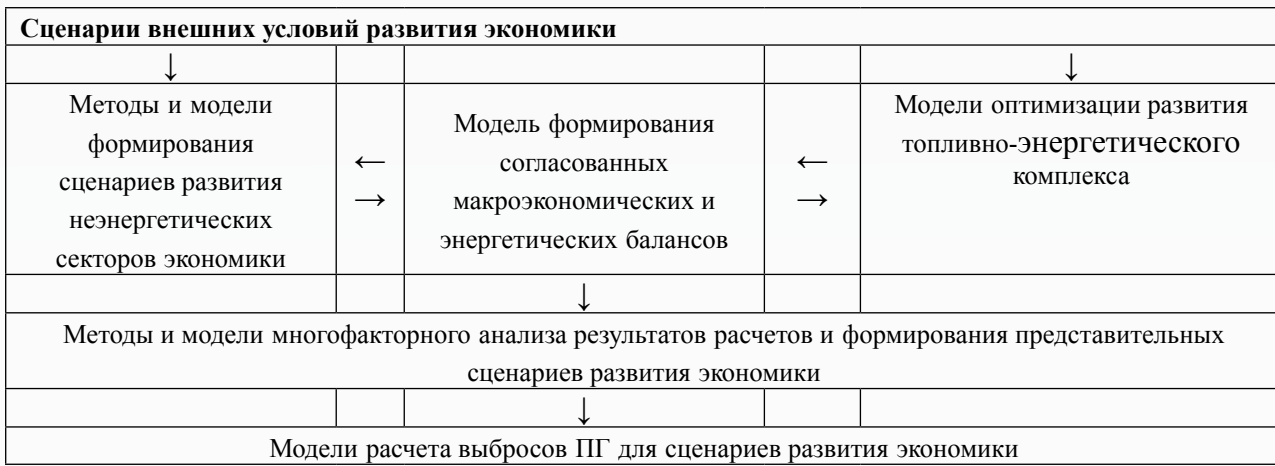 Сценарии внешних условий развития экономики
↓ ↓
Методы и модели
формирования
сценариев развития
неэнергетических
секторов экономики
←
→
Модель формирования
согласованных
макроэкономических и
энергетических балансов
←
→
Модели оптимизации развития
топливно-энергетического
комплекса
↓
Методы и модели многофакторного анализа результатов расчетов и формирования представительных
сценариев развития экономики
↓
Модели расчета выбросов ПГ для сценариев развития экономики